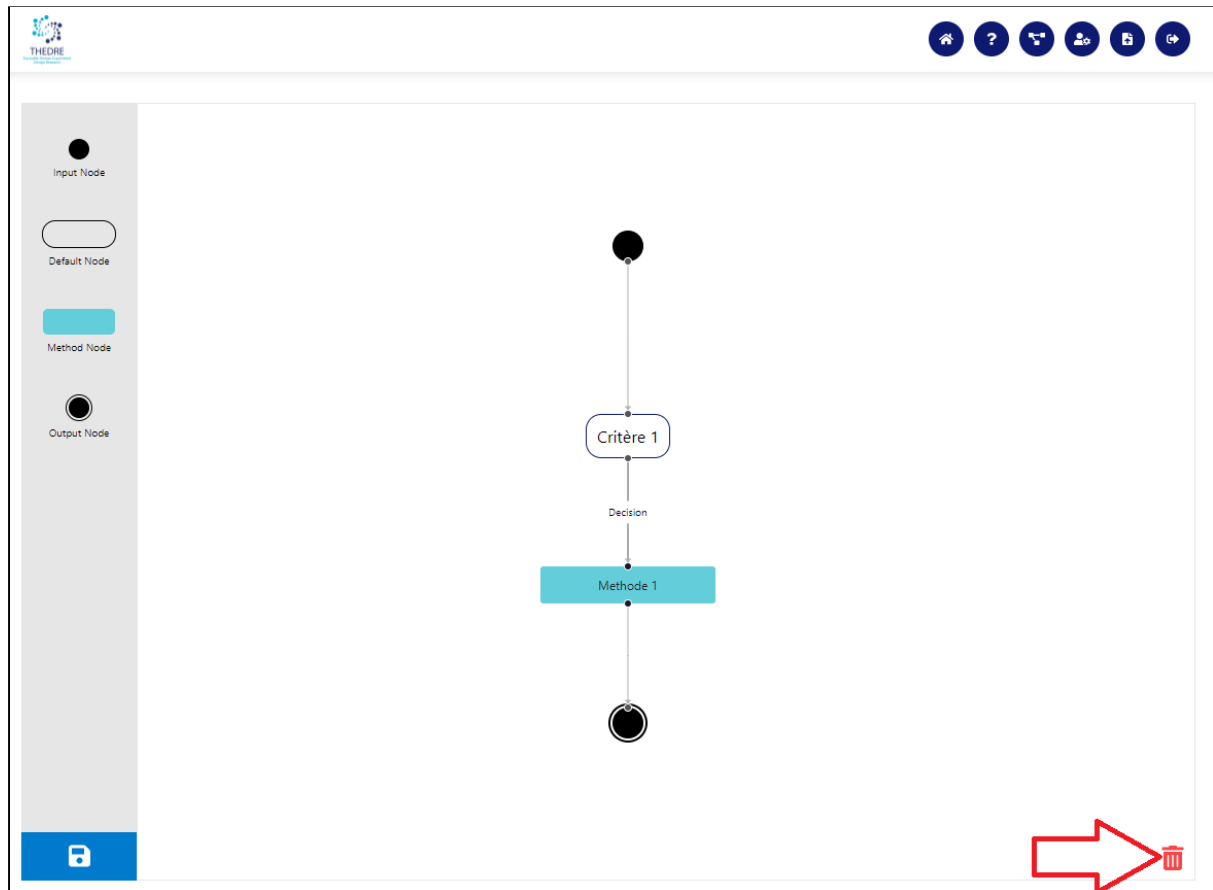 THEDRE
Input Node
Default Node
Method Node
Output Node
Critère 1
Decision
Methode 1